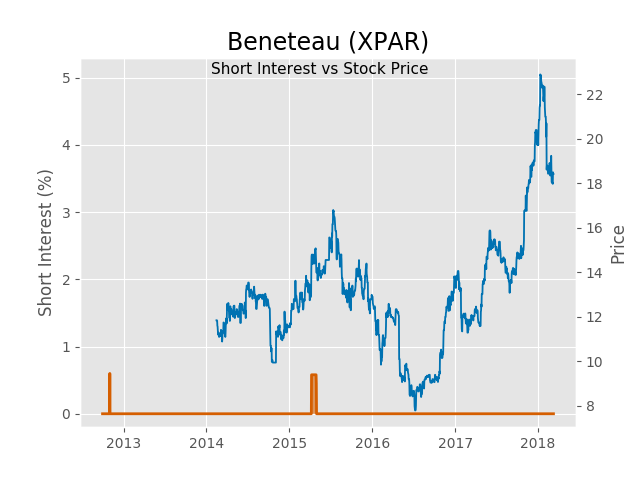 Beneteau (XPAR)
Short Interest vs Stock Price
Short Interest (%)
5
4
3
2
1
0
22
20
18
16
14
12
10
8
Price
2013 2014 2015 2016 2017 2018